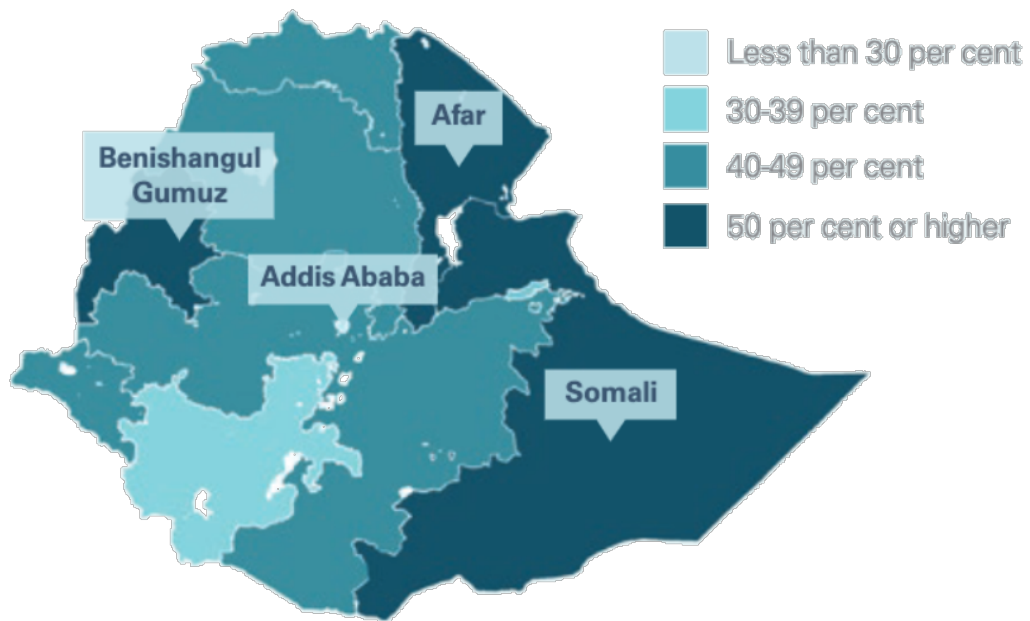 Less than 30 per cent
30-39 per cent
40-49 per cent
50 per cent or higher
Afar
Benishangul
Gumuz
Addis Ababa
Somali